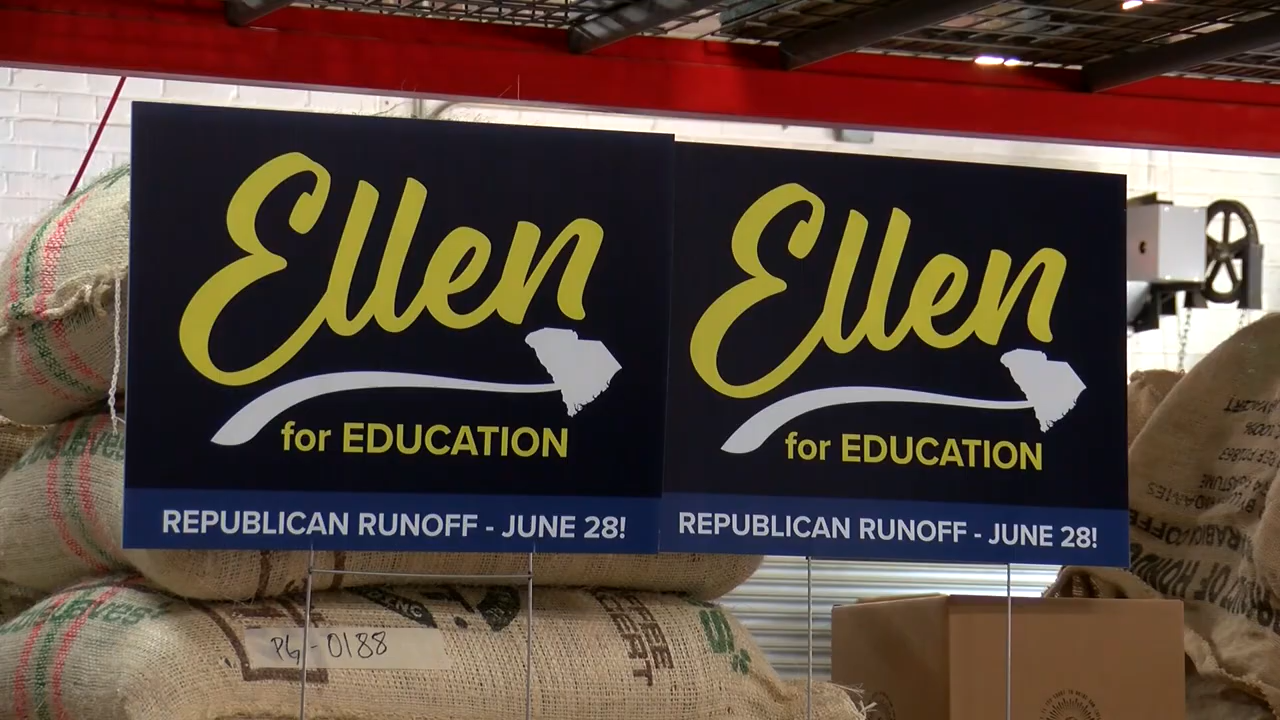 Ellen
for EDUCATION
REPUBLICAN RUNOFF - JUNE 28!
Ellen
for EDUCATION
REPUBLICAN RUNOFF - JUNE 28!
PG-0188